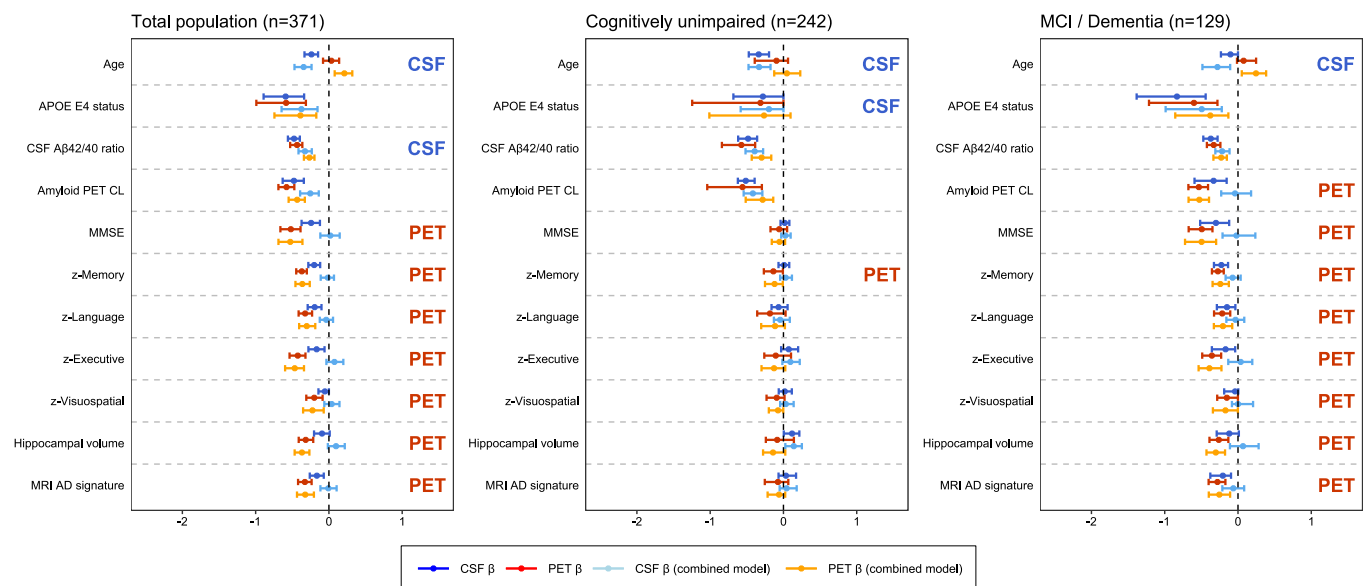 Total population (n=371)
Age
CSF
APOE E4 status
CSF Aβ42/40 ratio
CSF
Amyloid PET CL
MMSE
PET
z-Memory
PET
z-Language
PET
z-Executive
PET
z-Visuospatial
PET
Hippocampal volume
PET
MRI AD signature
PET
-2 -1 0 1
Cognitively unimpaired (n=242)
Age
CSF
APOE E4 status
CSF
CSF Aβ42/40 ratio
Amyloid PET CL
MMSE
z-Memory
PET
z-Language
z-Executive
z-Visuospatial
Hippocampal volume
MRI AD signature
-2 -1 0 1
MCI / Dementia (n=129)
Age
CSF
APOE E4 status
CSF Aβ42/40 ratio
Amyloid PET CL
PET
MMSE
PET
z-Memory
PET
z-Language
PET
z-Executive
PET
z-Visuospatial
PET
Hippocampal volume
PET
MRI AD signature
PET
-2 -1 0 1
CSF β PET β CSF β (combined model) PET β (combined model)